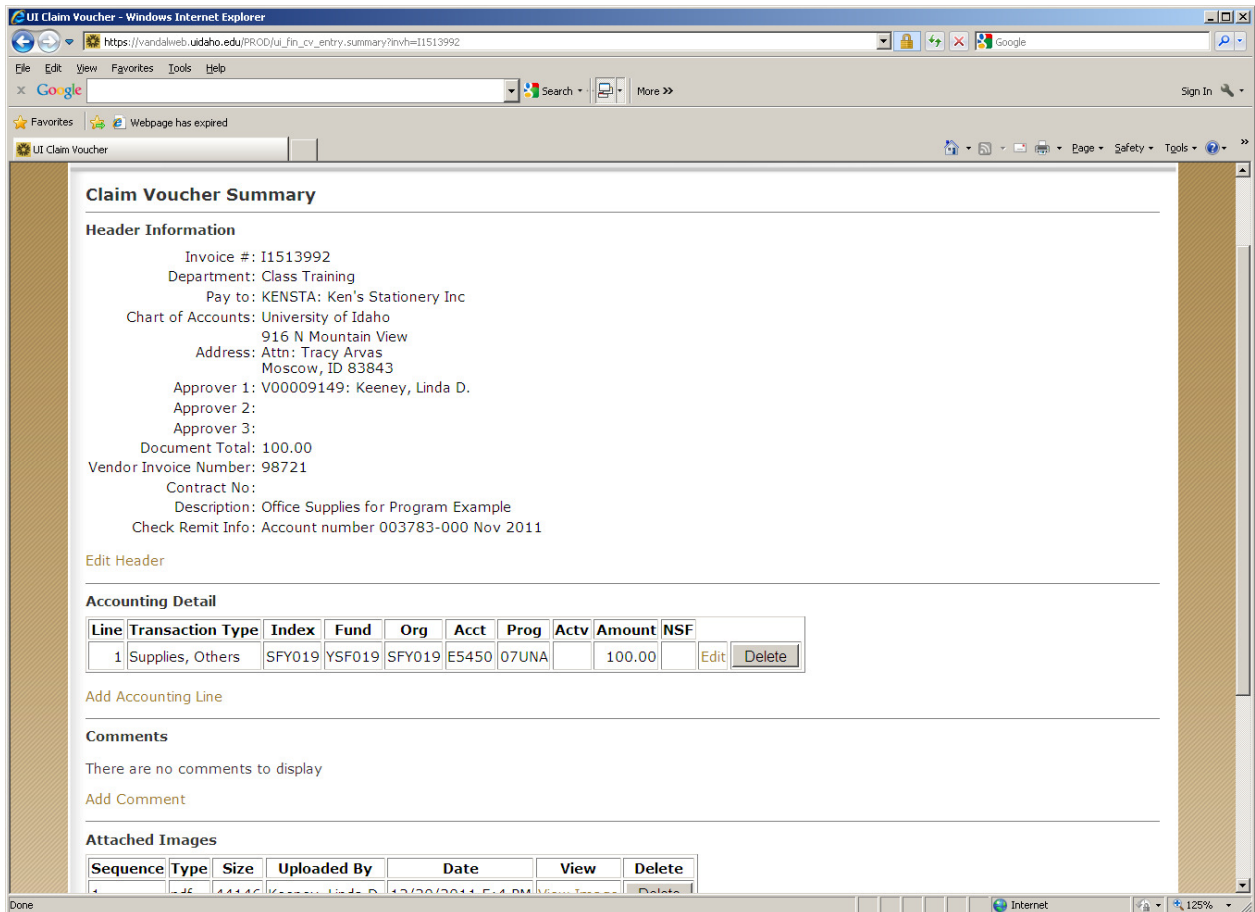 UI Claim Voucher - Windows Internet Explorer
https://vandalweb.uidaho.edu/PROD/ui_fin_cv_entry.summary?invh=I1513992
Google
File Edit View Favorites Tools Help
x Google Search More >> Sign In
Favorites Webpage has expired
UI Claim Voucher Page Safety Tools >>
Claim Voucher Summary
Header Information
Invoice #: I1513992
Department: Class Training
Pay to: KENSTA: Ken's Stationery Inc
Chart of Accounts: University of Idaho
916 N Mountain View
Address: Attn: Tracy Arvas
Moscow, ID 83843
Approver 1: V00009149: Keeney, Linda D.
Approver 2:
Approver 3:
Document Total: 100.00
Vendor Invoice Number: 98721
Contract No:
Description: Office Supplies for Program Example
Check Remit Info: Account number 003783-000 Nov 2011
Edit Header
Accounting Detail
Line Transaction Type Index Fund Org Acct Prog Actv Amount NSF
1 Supplies, Others SFY019 YSF019 SFY019 E5450 07UNA 100.00 Edit Delete
Add Accounting Line
Comments
There are no comments to display
Add Comment
Attached Images
Sequence Type Size Uploaded By Date View Delete
Done Internet 125%